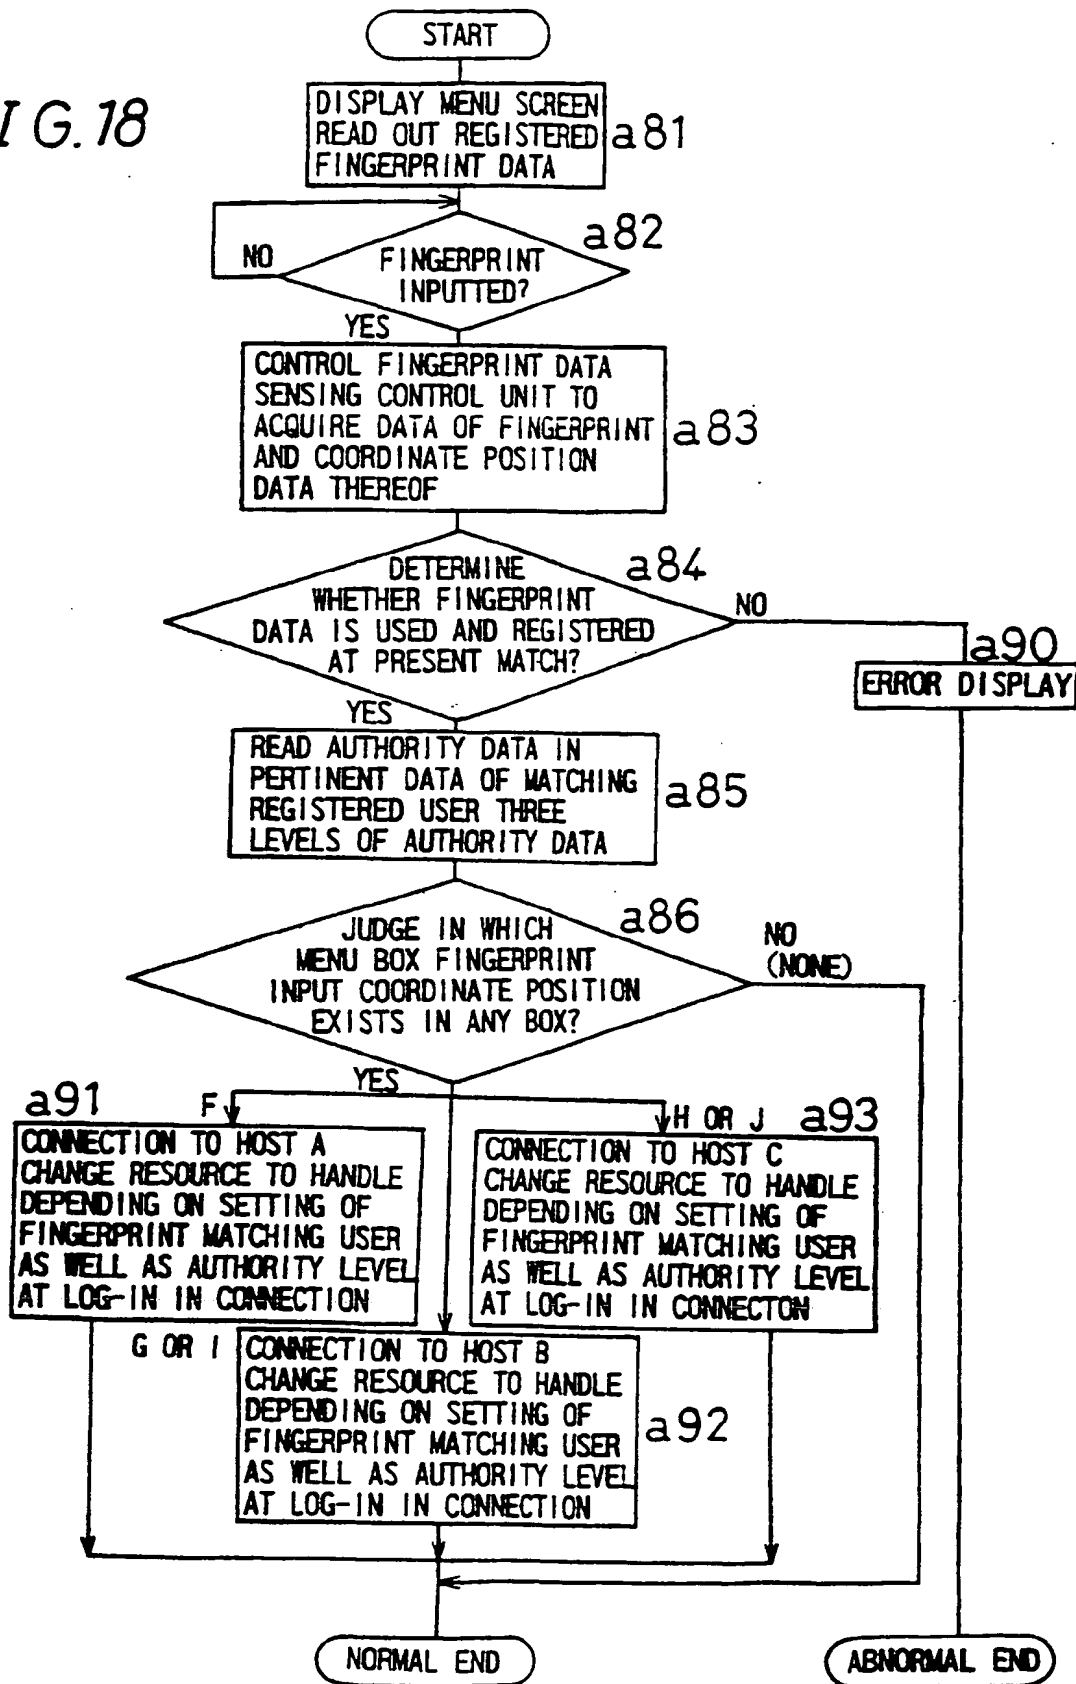 START
I G. 18
DISPLAY MENU SCREEN
READ OUT REGISTERED
FINGERPRINT DATA
a81
a82
NO
FINGERPRINT
INPUTTED?
YES
CONTROL FINGERPRINT DATA
SENSING CONTROL UNIT TO
ACQUIRE DATA OF FINGERPRINT
AND COORDINATE POSITION
DATA THEREOF
a83
DETERMINE
WHETHER FINGERPRINT
DATA IS USED AND REGISTERED
AT PRESENT MATCH?
a84
NO
a90
ERROR DISPLAY
YES
READ AUTHORITY DATA IN
PERTINENT DATA OF MATCHING
REGISTERED USER THREE
LEVELS OF AUTHORITY DATA
a85
JUDGE IN WHICH
MENU BOX FINGERPRINT
INPUT COORDINATE POSITION
EXISTS IN ANY BOX?
a86
NO
(NONE)
YES
a91
F
CONNECTION TO HOST A
CHANGE RESOURCE TO HANDLE
DEPENDING ON SETTING OF
FINGERPRINT MATCHING USER
AS WELL AS AUTHORITY LEVEL
AT LOG-IN IN CONNECTION
H OR J
a93
CONNECTION TO HOST C
CHANGE RESOURCE TO HANDLE
DEPENDING ON SETTING OF
FINGERPRINT MATCHING USER
AS WELL AS AUTHORITY LEVEL
AT LOG-IN IN CONNECTON
G OR I
CONNECTION TO HOST B
CHANGE RESOURCE TO HANDLE
DEPENDING ON SETTING OF
FINGERPRINT MATCHING USER
AS WELL AS AUTHORITY LEVEL
AT LOG-IN IN CONNECTION
a92
NORMAL END
ABNORMAL END